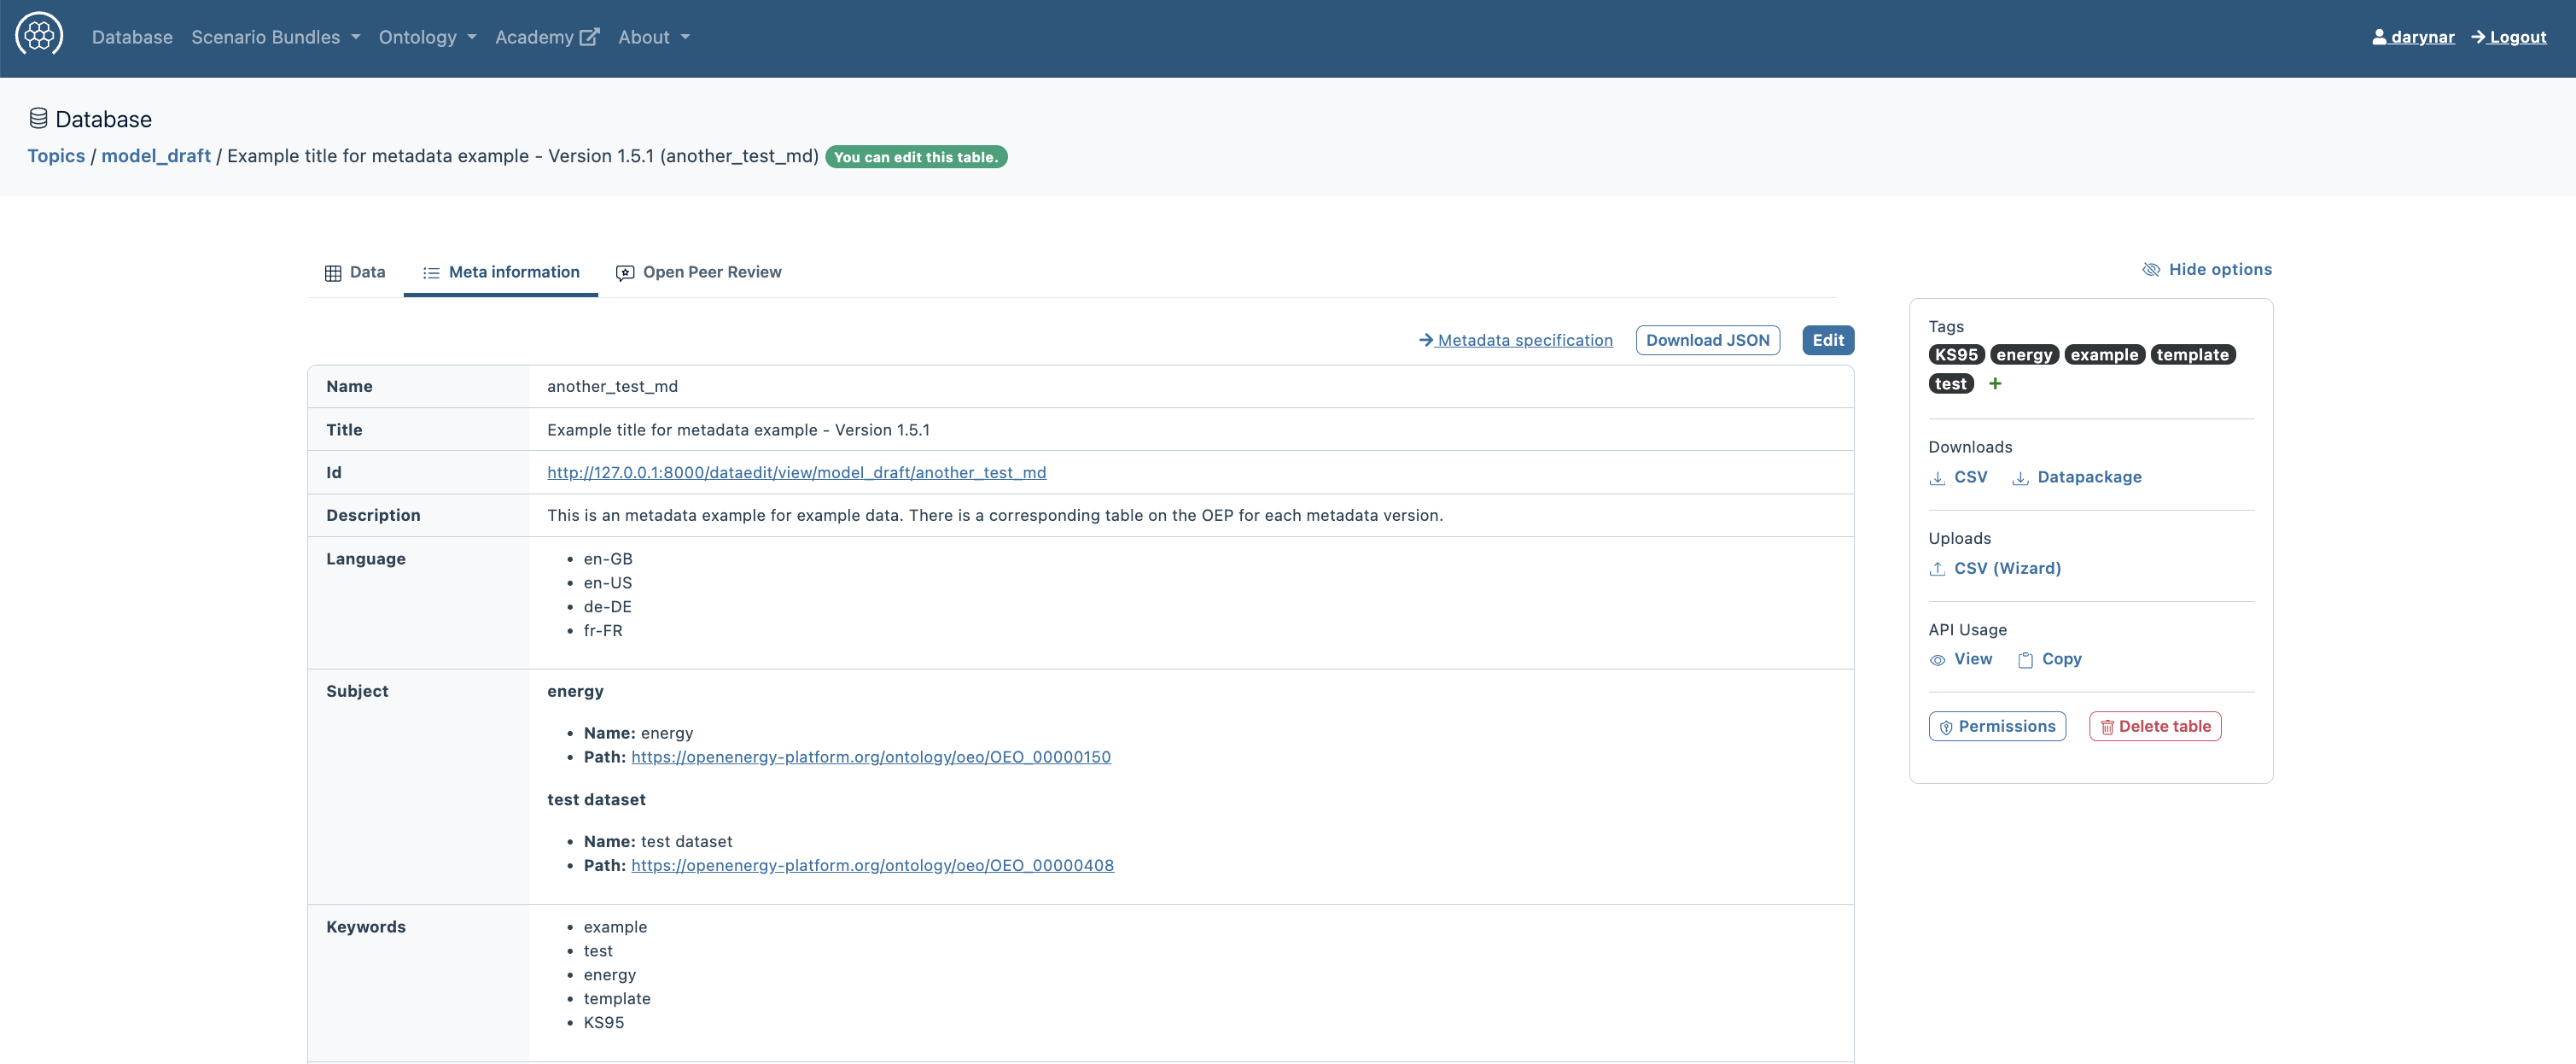 Database Scenario Bundles Ontology Academy About darynar Logout
Database
Topics / model_draft / Example title for metadata example - Version 1.5.1 (another_test_md) You can edit this table.
Data Meta information Open Peer Review
Metadata specification Download JSON Edit
Name another_test_md
Title Example title for metadata example - Version 1.5.1
Id http://127.0.0.1:8000/dataedit/view/model_draft/another_test_md
Description This is an metadata example for example data. There is a corresponding table on the OEP for each metadata version.
Language
• en-GB
• en-US
• de-DE
• fr-FR
Subject energy
• Name: energy
• Path: https://openenergy-platform.org/ontology/oeo/OEO_00000150
test dataset
• Name: test dataset
• Path: https://openenergy-platform.org/ontology/oeo/OEO_00000408
Keywords
• example
• test
• energy
• template
• KS95
Hide options
Tags
KS95 energy example template
test +
Downloads
CSV Datapackage
Uploads
CSV (Wizard)
API Usage
View Copy
Permissions Delete table